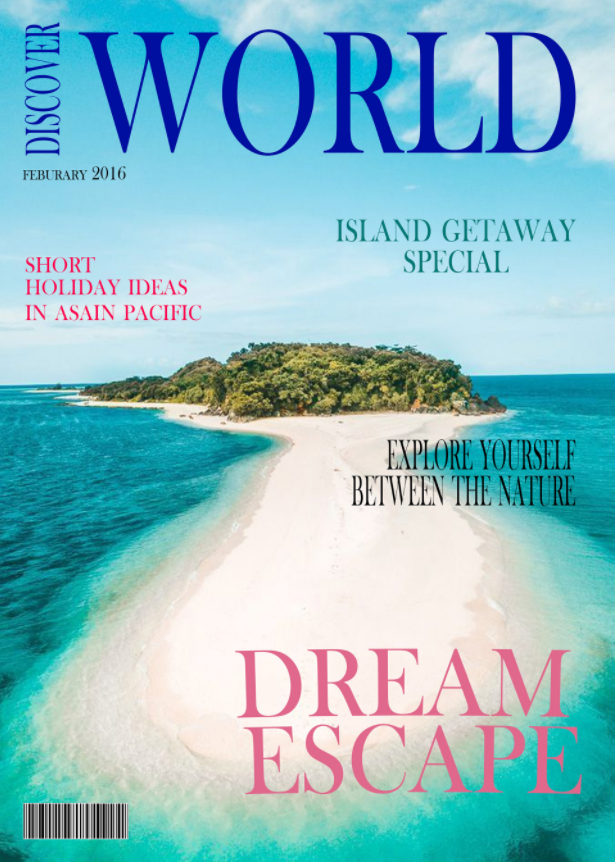 DISCOVER
WORLD
FEBURARY 2016
ISLAND GETAWAY
SPECIAL
SHORT
HOLIDAY IDEAS
IN ASAIN PACIFIC
EXPLORE YOURSELF
BETWEEN THE NATURE
DREAM
ESCAPE